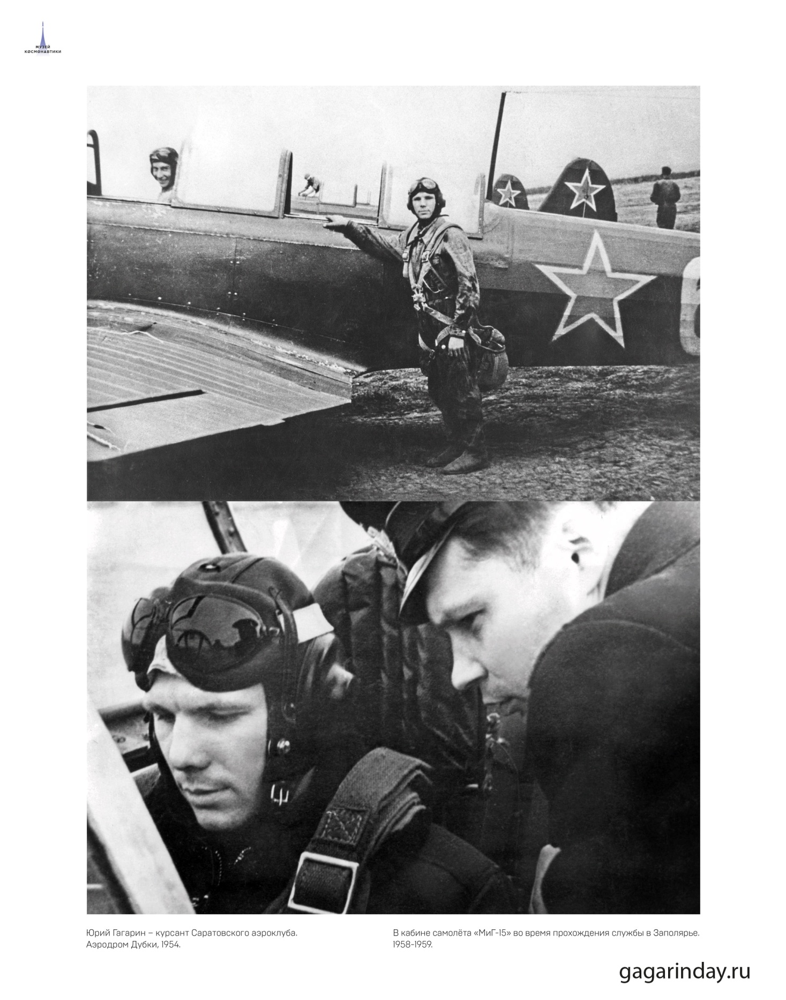 МУЗЕЙ
КОСМОНАВТИКИ
Юрий Гагарин – курсант Саратовского аэроклуба.
Аэродром Дубки, 1954.
В кабине самолёта «МиГ-15» во время прохождения службы в Заполярье.
1958-1959.
gagarinday.ru